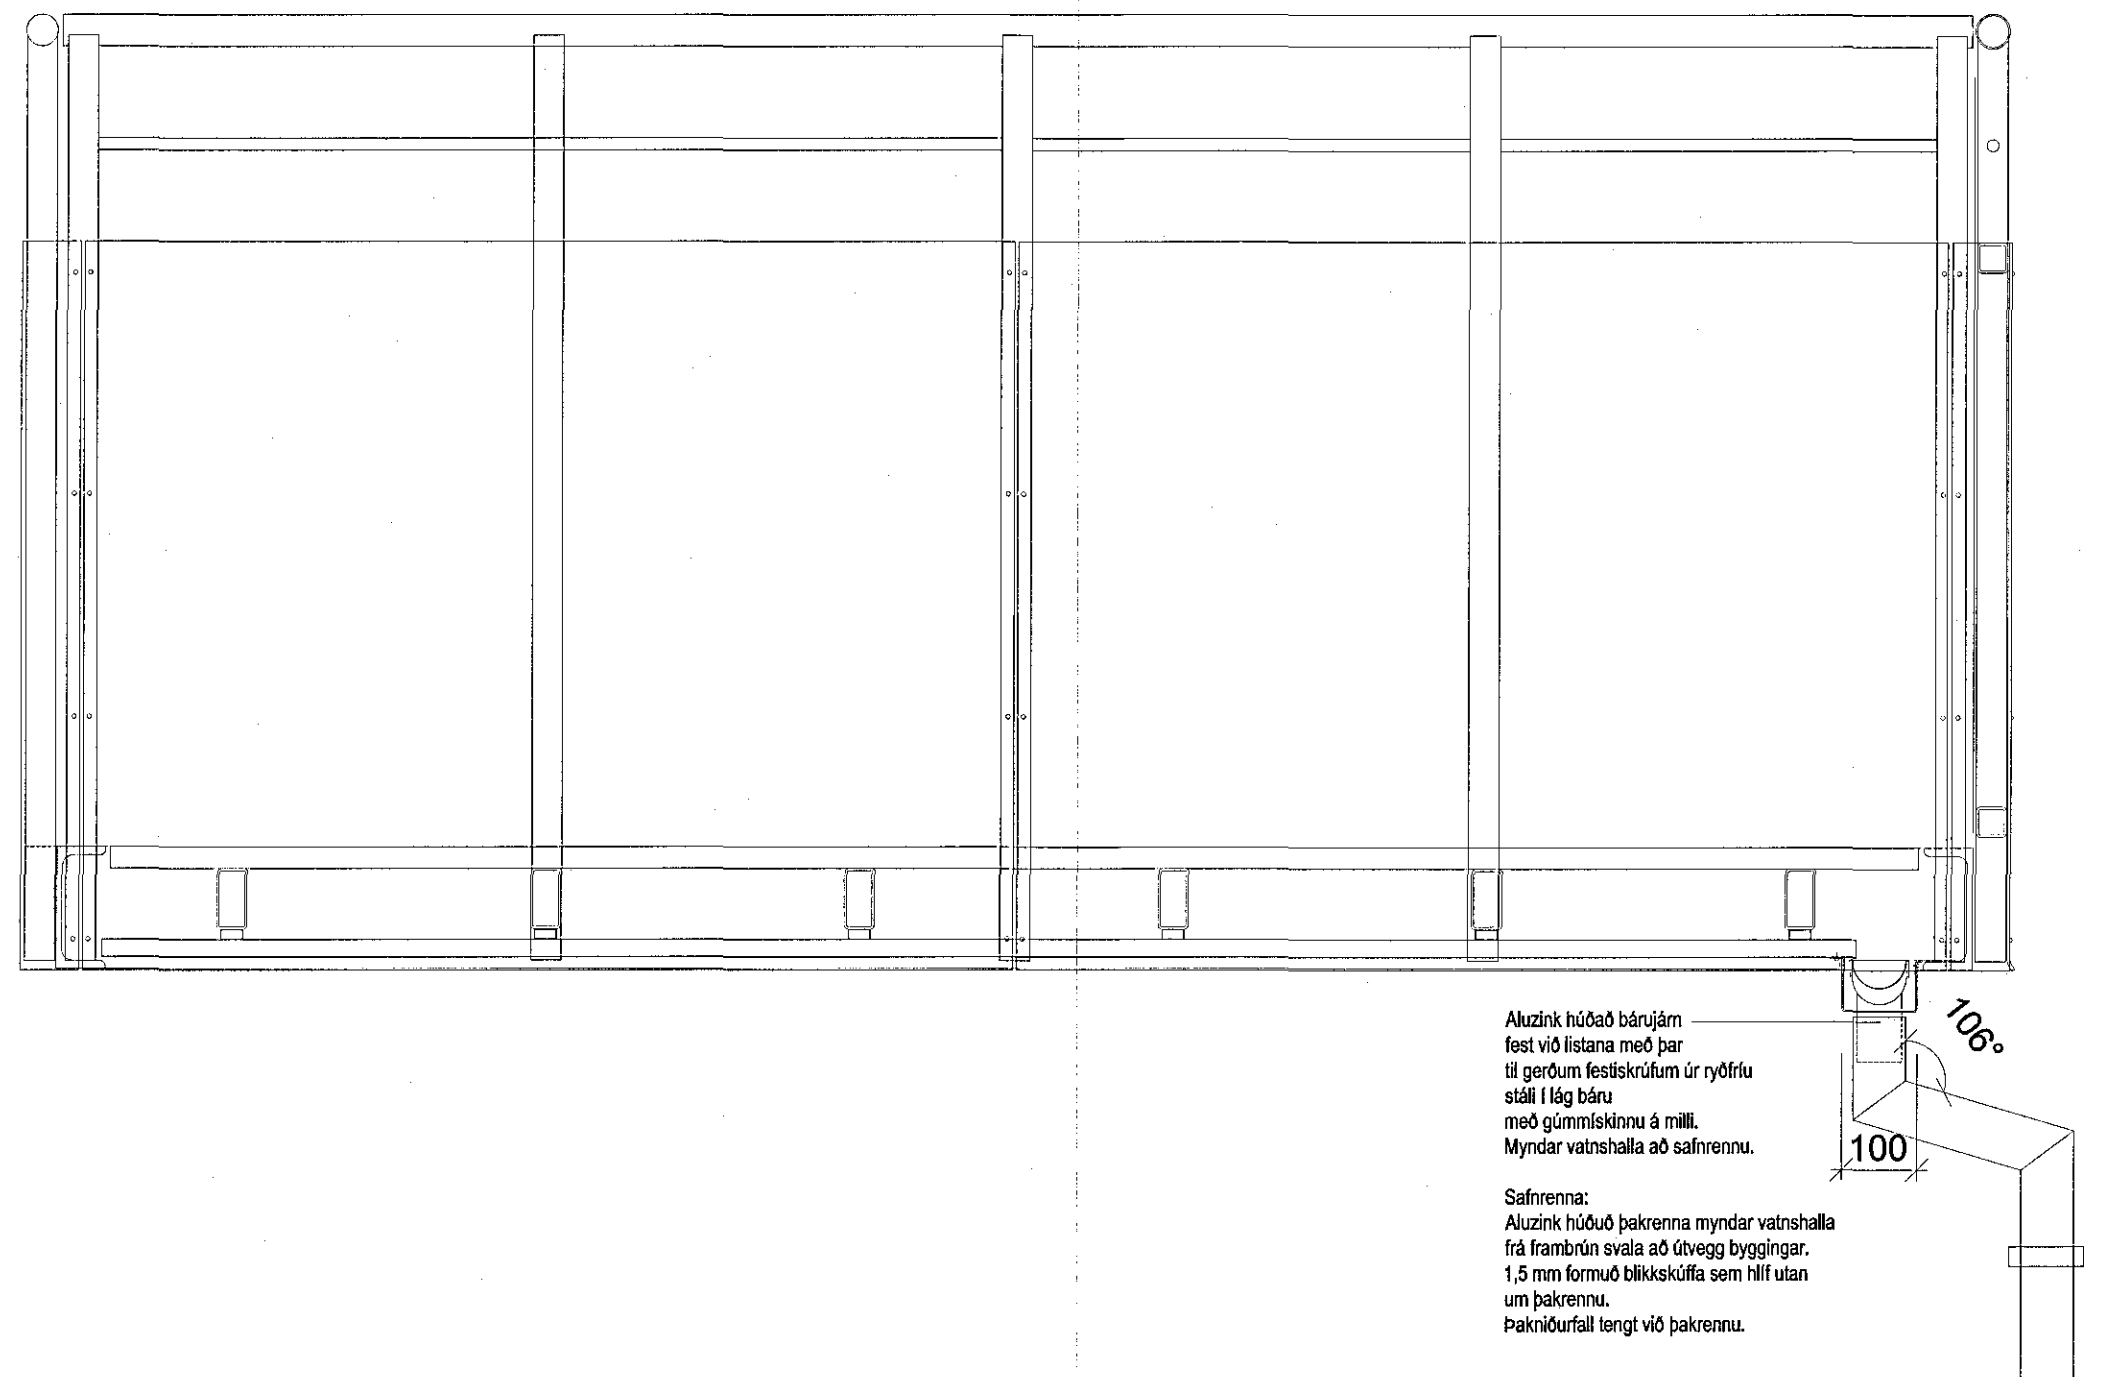 Aluzink húðað bárujárn
fest við listana með þar
til gerðum festiskrúfum úr ryðfríu
stáli í lág báru
með gúmmískinnu á milli.
Myndar vatnshalla að safnrennu.
106°
100
Safnrenna:
Aluzink húðuð þakrenna myndar vatnshalla
frá frambrún svala að útvegg byggingar.
1,5 mm formuð blikkskúffa sem hlíf utan
um þakrennu.
Þakniðurfall tengt við þakrennu.